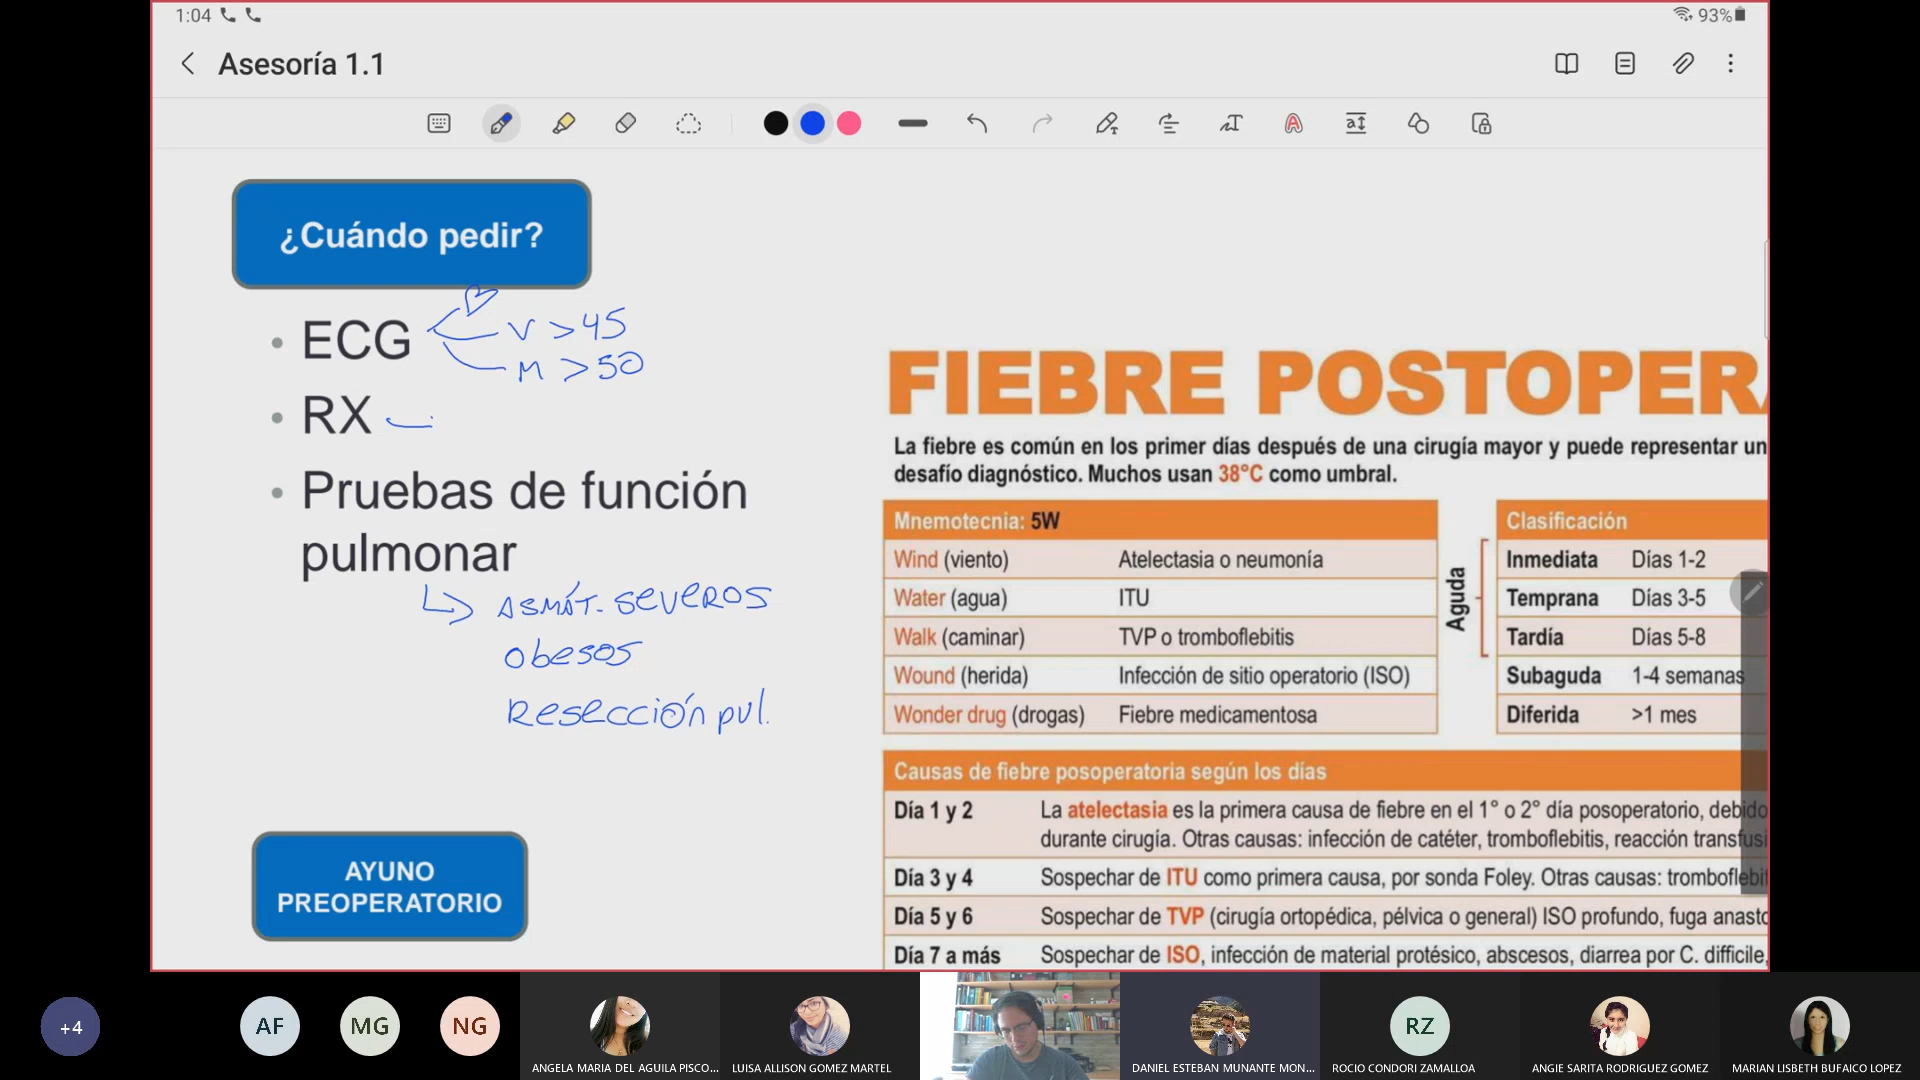 1:04
93%
Asesoría 1.1
¿Cuándo pedir?
• ECG
V > 45
M > 50
• RX
• Pruebas de función
pulmonar
ASMÁT. SEVEROS
obesos
Resección pul.
AYUNO
PREOPERATORIO
FIEBRE POSTOPER
La fiebre es común en los primer días después de una cirugía mayor y puede representar un
desafío diagnóstico. Muchos usan 38°C como umbral.
Mnemotecnia: 5W
Wind (viento) Atelectasia o neumonía
Water (agua) ITU
Walk (caminar) TVP o tromboflebitis
Wound (herida) Infección de sitio operatorio (ISO)
Wonder drug (drogas) Fiebre medicamentosa
Aguda
Clasificación
Inmediata Días 1-2
Temprana Días 3-5
Tardía Días 5-8
Subaguda 1-4 semanas
Diferida >1 mes
Causas de fiebre posoperatoria según los días
Día 1 y 2 La atelectasia es la primera causa de fiebre en el 1° o 2° día posoperatorio, debido
durante cirugía. Otras causas: infección de catéter, tromboflebitis, reacción transfusi
Día 3 y 4 Sospechar de ITU como primera causa, por sonda Foley. Otras causas: tromboflebit
Día 5 y 6 Sospechar de TVP (cirugía ortopédica, pélvica o general) ISO profundo, fuga anasto
Día 7 a más Sospechar de ISO, infección de material protésico, abscesos, diarrea por C. difficile,
+4
AF
MG
NG
ANGELA MARIA DEL AGUILA PISCO...
LUISA ALLISON GOMEZ MARTEL
DANIEL ESTEBAN MUNANTE MON...
RZ
ROCIO CONDORI ZAMALLOA
ANGIE SARITA RODRIGUEZ GOMEZ
MARIAN LISBETH BUFAICO LOPEZ